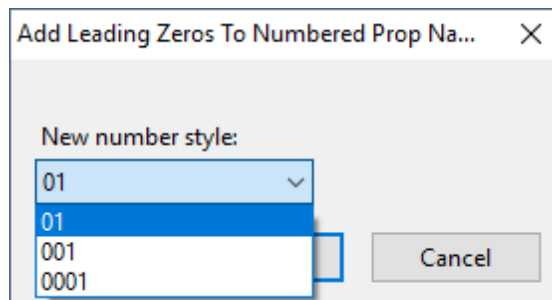 Add Leading Zeros To Numbered Prop Na...
New number style:
01
01
001
0001
Cancel